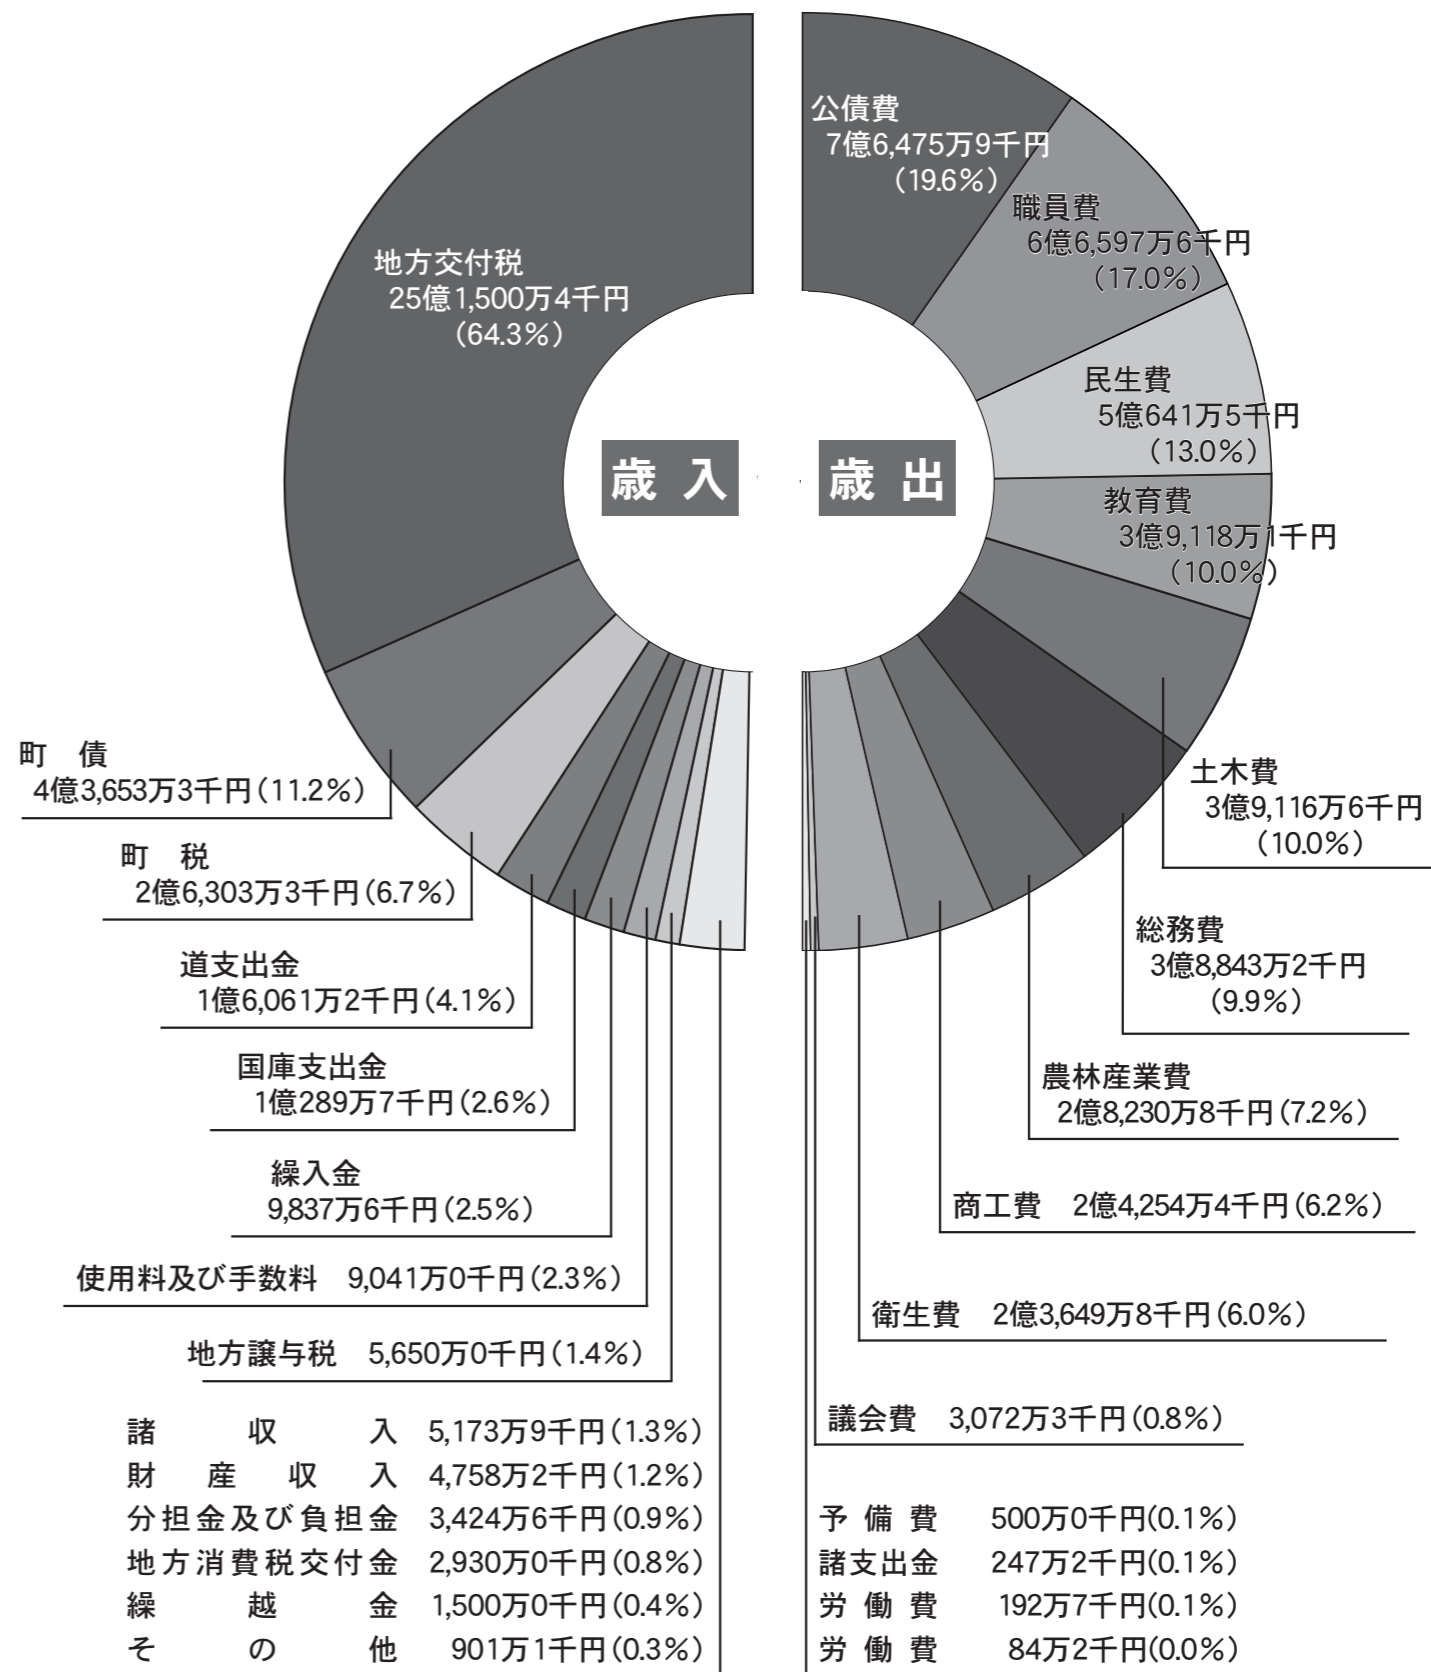 歳入
地方交付税
25億1,500万4千円
(64.3%)
町 債
4億3,653万3千円(11.2%)
町 税
2億6,303万3千円(6.7%)
道支出金
1億6,061万2千円(4.1%)
国庫支出金
1億289万7千円(2.6%)
繰入金
9,837万6千円(2.5%)
使用料及び手数料 9,041万0千円(2.3%)
地方譲与税 5,650万0千円(1.4%)
諸収入 5,173万9千円(1.3%)
財産収入 4,758万2千円(1.2%)
分担金及び負担金 3,424万6千円(0.9%)
地方消費税交付金 2,930万0千円(0.8%)
繰越金 1,500万0千円(0.4%)
その他 901万1千円(0.3%)
歳出
公債費
7億6,475万9千円
(19.6%)
職員費
6億6,597万6千円
(17.0%)
民生費
5億641万5千円
(13.0%)
教育費
3億9,118万1千円
(10.0%)
土木費
3億9,116万6千円
(10.0%)
総務費
3億8,843万2千円
(9.9%)
農林産業費
2億8,230万8千円(7.2%)
商工費 2億4,254万4千円(6.2%)
衛生費 2億3,649万8千円(6.0%)
議会費 3,072万3千円(0.8%)
予備費 500万0千円(0.1%)
諸支出金 247万2千円(0.1%)
労働費 192万7千円(0.1%)
労働費 84万2千円(0.0%)